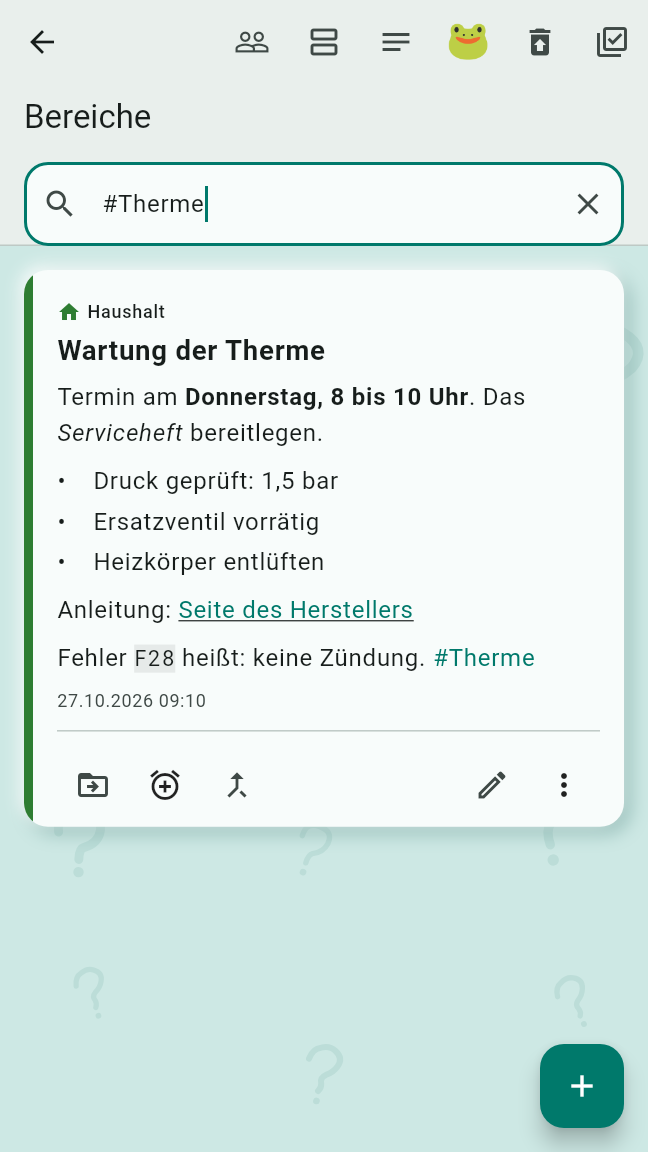 Bereiche
#Therme
Haushalt
Wartung der Therme
Termin am Donnerstag, 8 bis 10 Uhr. Das
Serviceheft bereitlegen.
• Druck geprüft: 1,5 bar
• Ersatzventil vorrätig
• Heizkörper entlüften
Anleitung: Seite des Herstellers
Fehler F28 heißt: keine Zündung. #Therme
27.10.2026 09:10